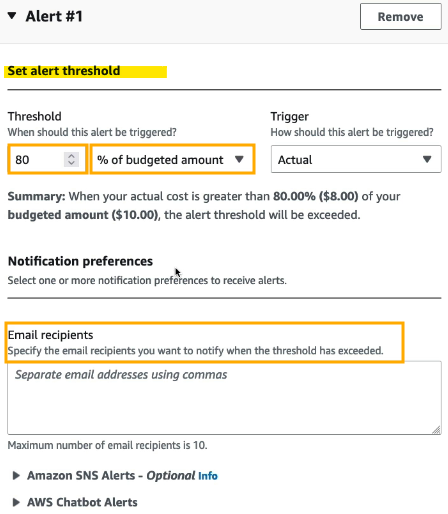 Alert #1
Remove
Set alert threshold
Threshold
When should this alert be triggered?
80
% of budgeted amount
Trigger
How should this alert be triggered?
Actual
Summary: When your actual cost is greater than 80.00% ($8.00) of your
budgeted amount ($10.00), the alert threshold will be exceeded.
Notification preferences
Select one or more notification preferences to receive alerts.
Email recipients
Specify the email recipients you want to notify when the threshold has exceeded.
Separate email addresses using commas
Maximum number of email recipients is 10.
Amazon SNS Alerts - Optional Info
AWS Chatbot Alerts